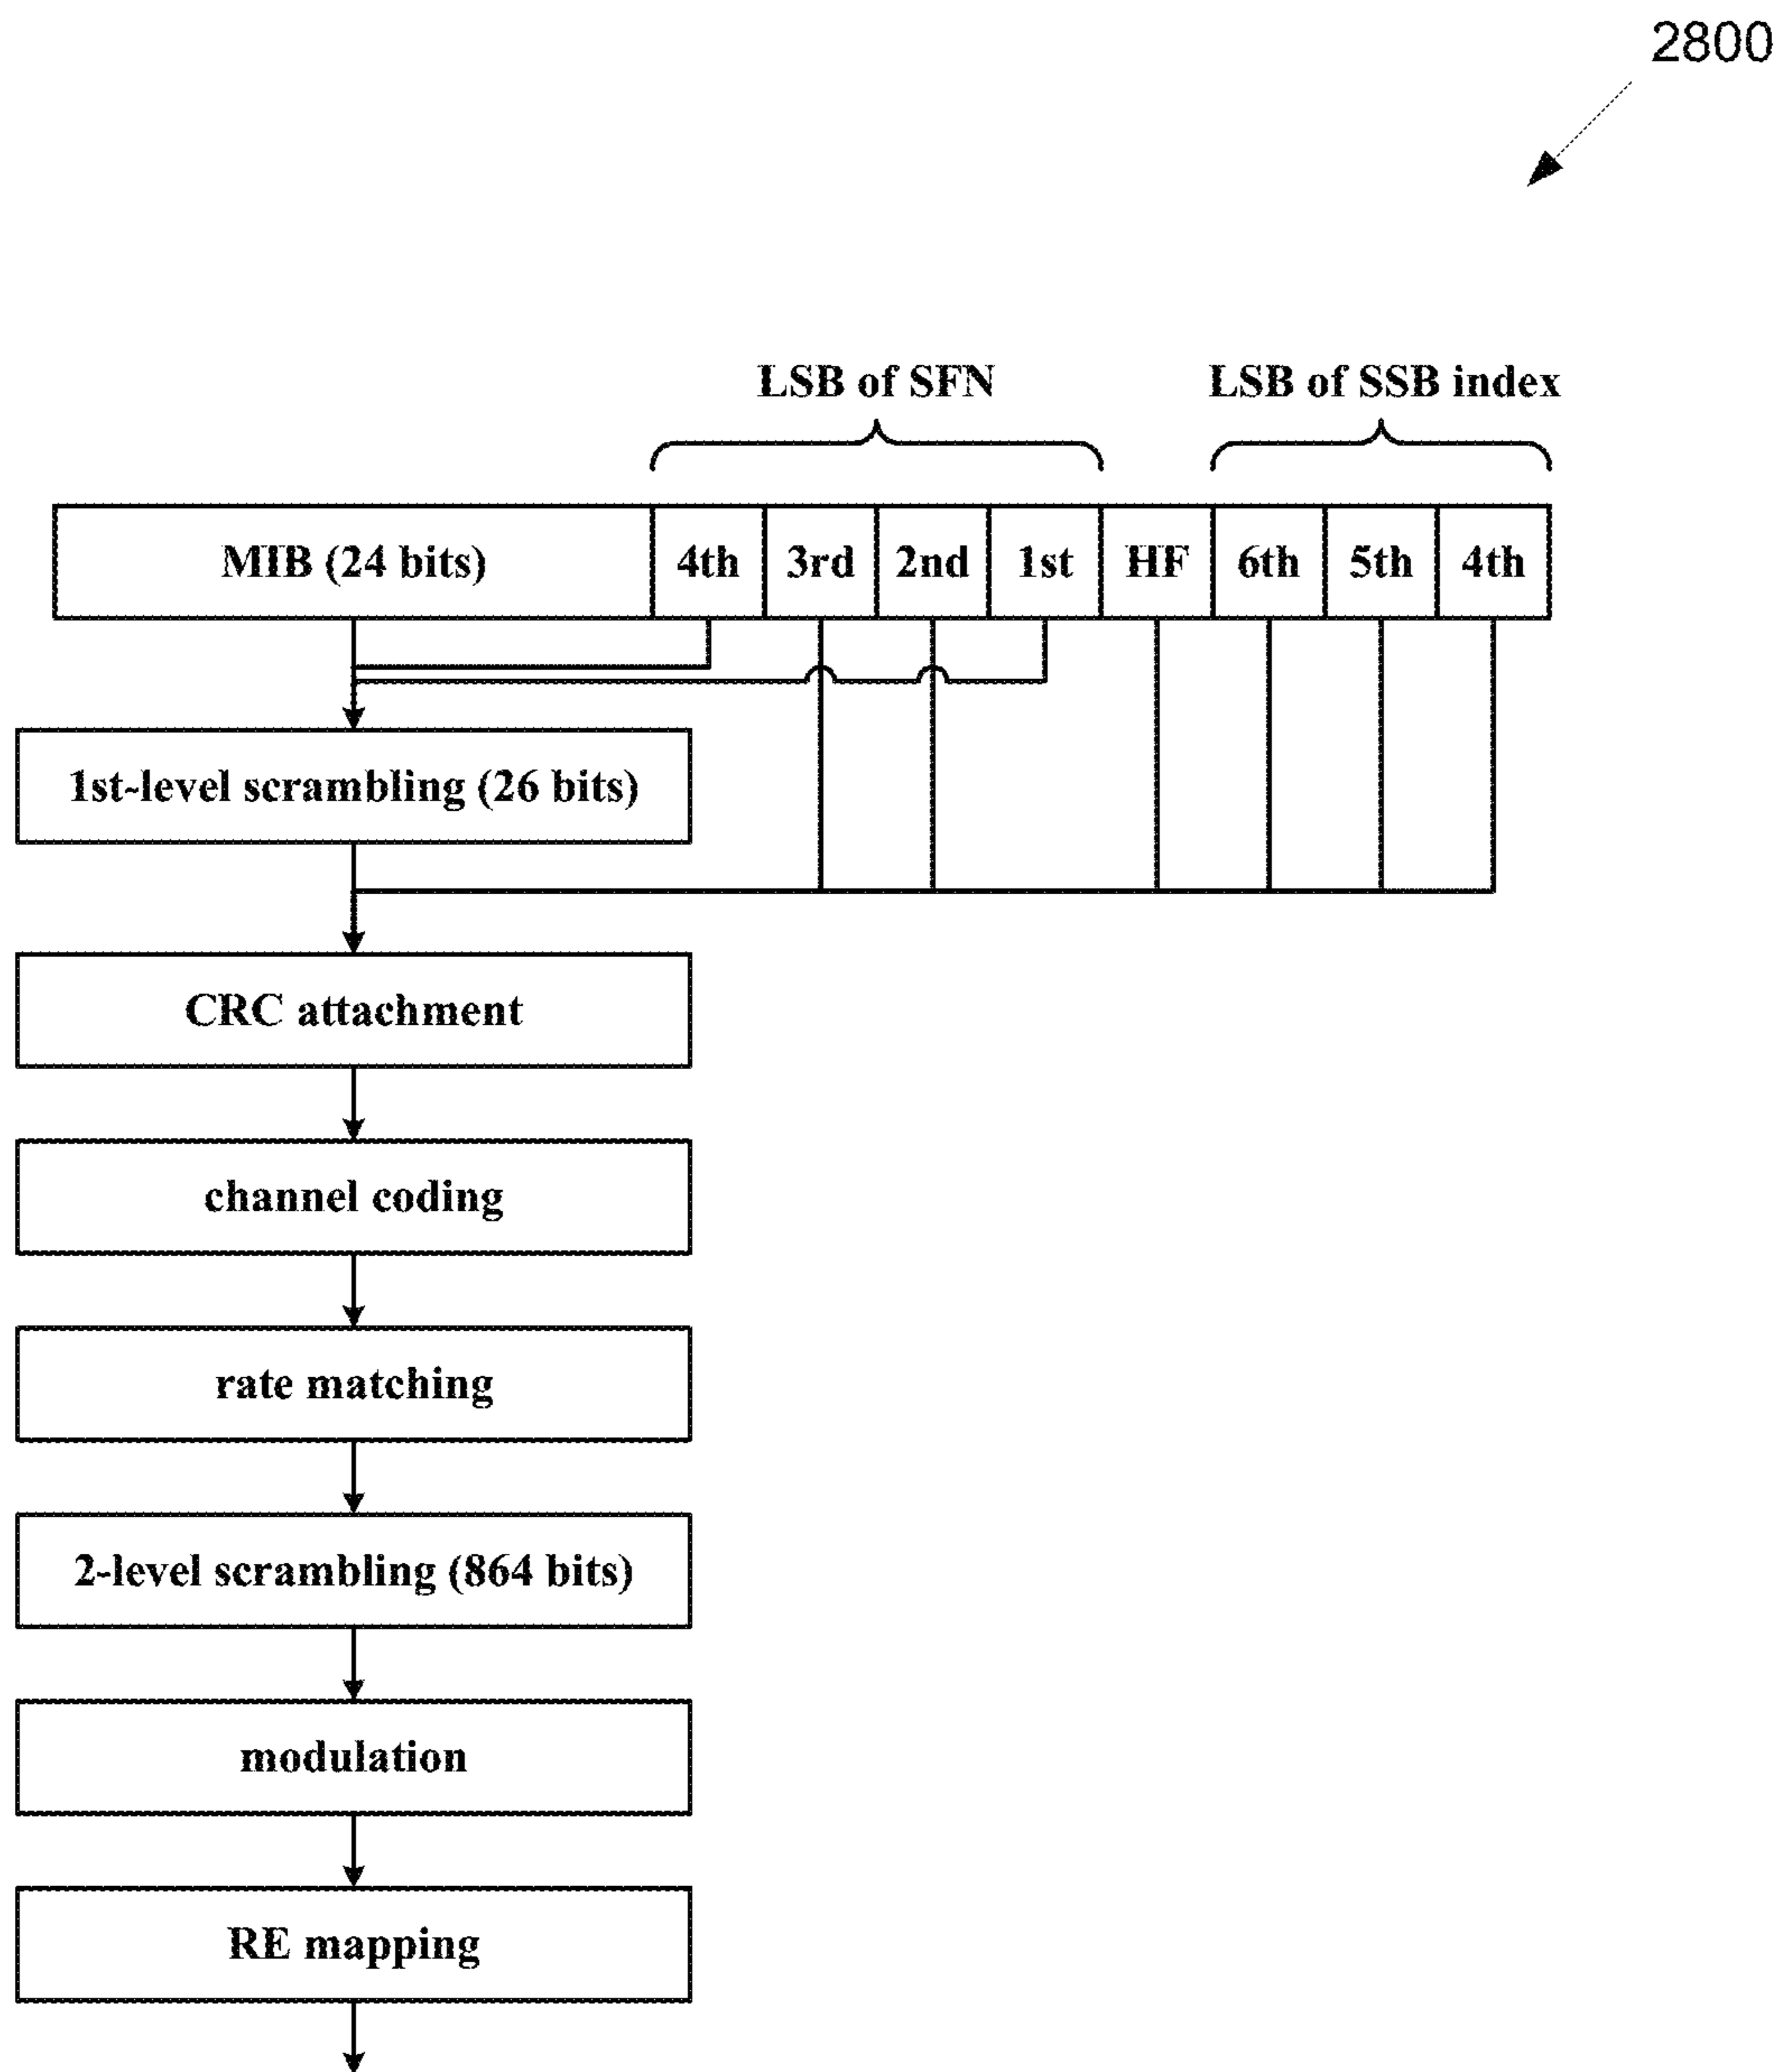 2800
LSB of SFN LSB of SSB index
MIB (24 bits) 4th 3rd 2nd 1st HF 6th 5th 4th
1st-level scrambling (26 bits)
CRC attachment
channel coding
rate matching
2-level scrambling (864 bits)
modulation
RE mapping